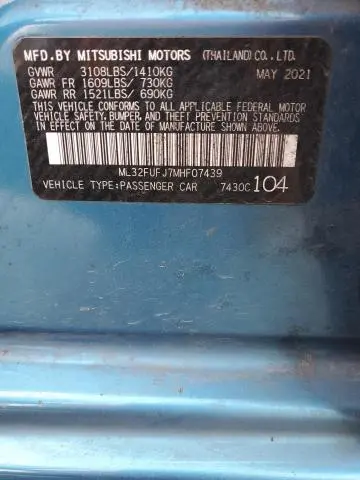 MFD.BY MITSUBISHI MOTORS (THAILAND)CO.,LTD.
GVWR 3108LBS/1410KG MAY 2021
GAWR FR 1609LBS/ 730KG
GAWR RR 1521LBS/ 690KG
THIS VEHICLE CONFORMS TO ALL APPLICABLE FEDERAL MOTOR
VEHICLE SAFETY,BUMPER,AND THEFT PREVENTION STANDARDS
IN EFFECT ON THE DATE OF MANUFACTURE SHOWN ABOVE.
ML32FUFJ7MHF07439
VEHICLE TYPE:PASSENGER CAR 7430C 104